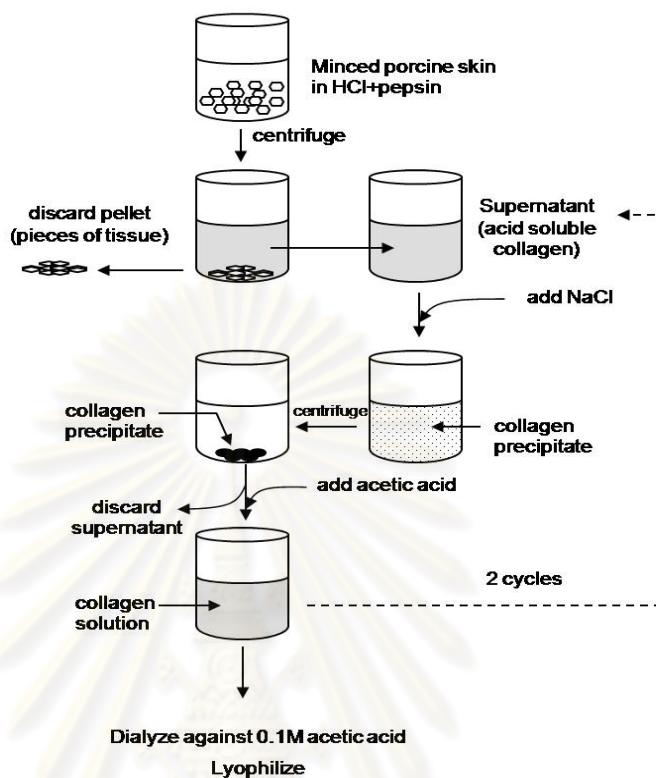 Minced porcine skin
in HCl+pepsin
centrifuge
discard pellet
(pieces of tissue)
Supernatant
(acid soluble
collagen)
add NaCl
collagen
precipitate
centrifuge
collagen
precipitate
add acetic acid
discard
supernatant
2 cycles
collagen
solution
Dialyze against 0.1M acetic acid
Lyophilize